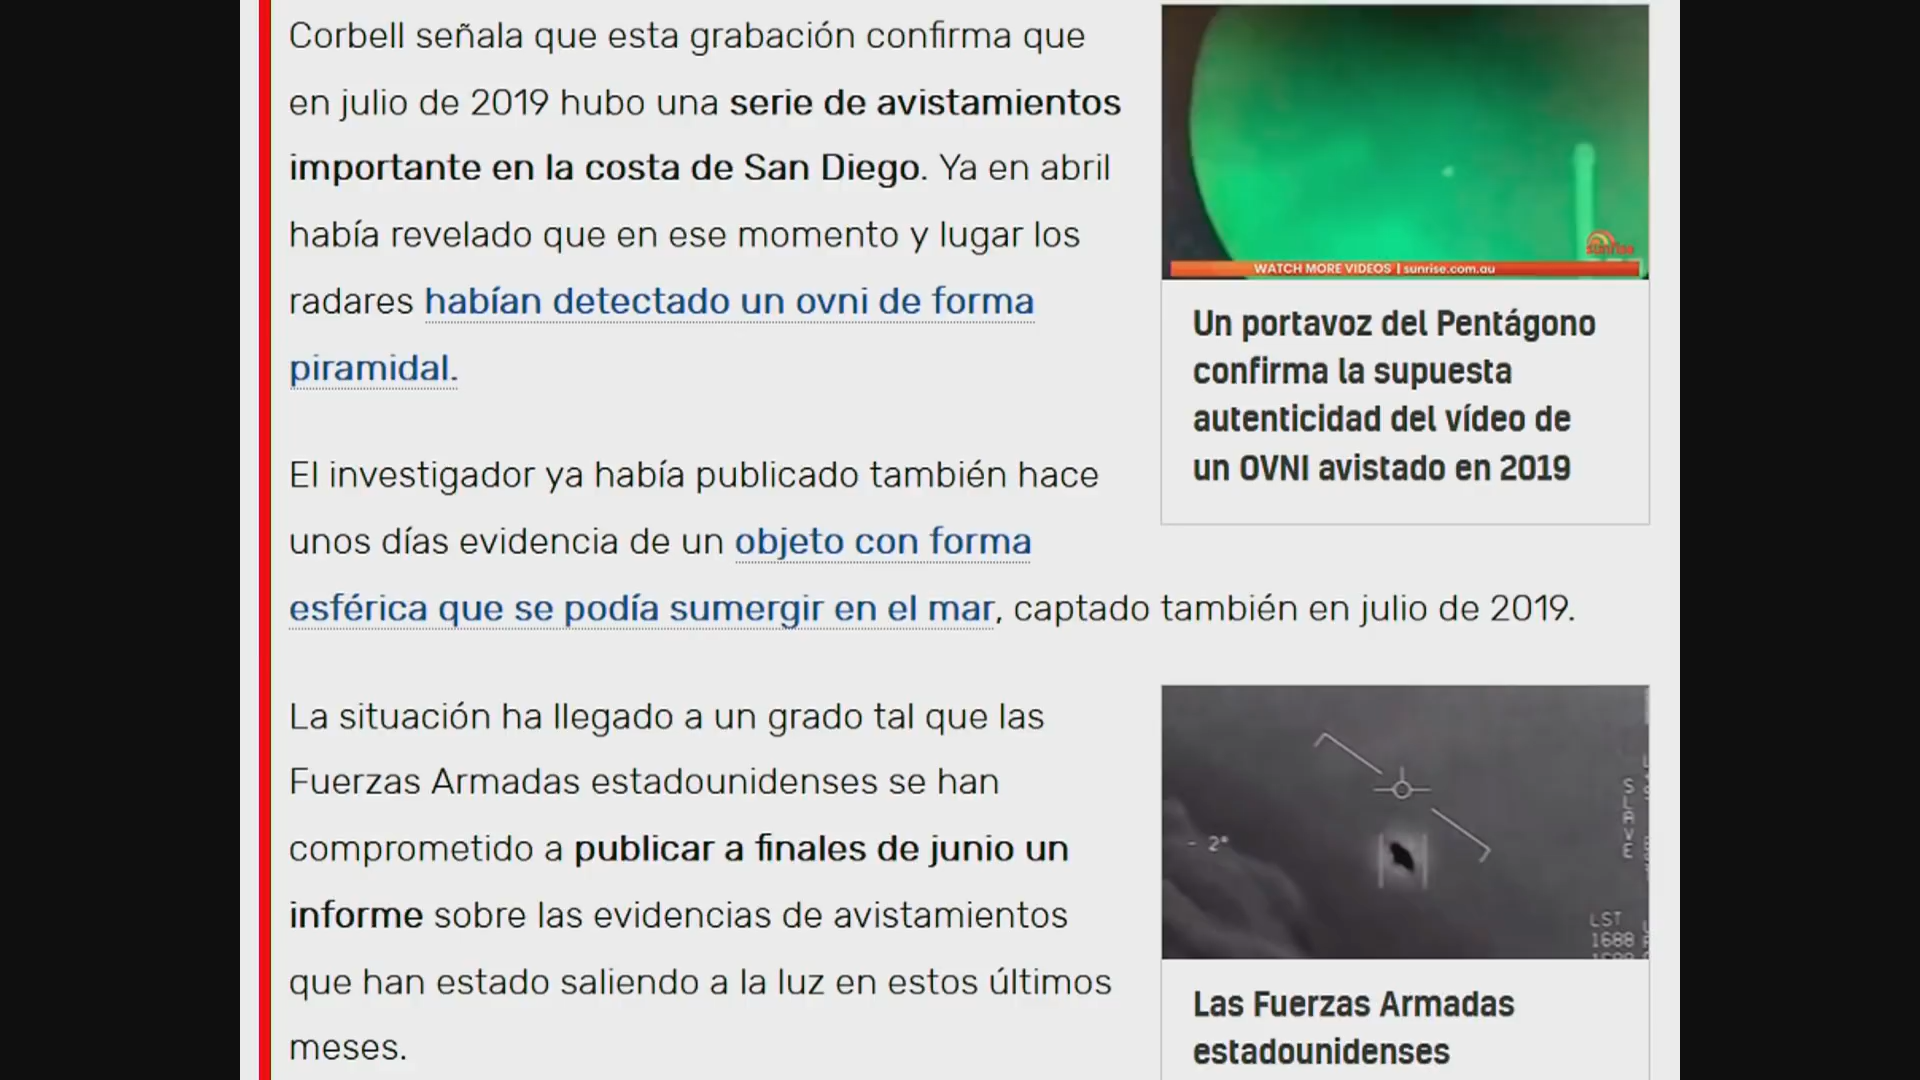 Corbell señala que esta grabación confirma que
en julio de 2019 hubo una serie de avistamientos
importante en la costa de San Diego. Ya en abril
había revelado que en ese momento y lugar los
radares habían detectado un ovni de forma
piramidal.
El investigador ya había publicado también hace
unos días evidencia de un objeto con forma
esférica que se podía sumergir en el mar, captado también en julio de 2019.
La situación ha llegado a un grado tal que las
Fuerzas Armadas estadounidenses se han
comprometido a publicar a finales de junio un
informe sobre las evidencias de avistamientos
que han estado saliendo a la luz en estos últimos
meses.
sunrise
WATCH MORE VIDEOS | sunrise.com.au
Un portavoz del Pentágono
confirma la supuesta
autenticidad del vídeo de
un OVNI avistado en 2019
- 2°
SLAVE
LST
1688
Las Fuerzas Armadas
estadounidenses